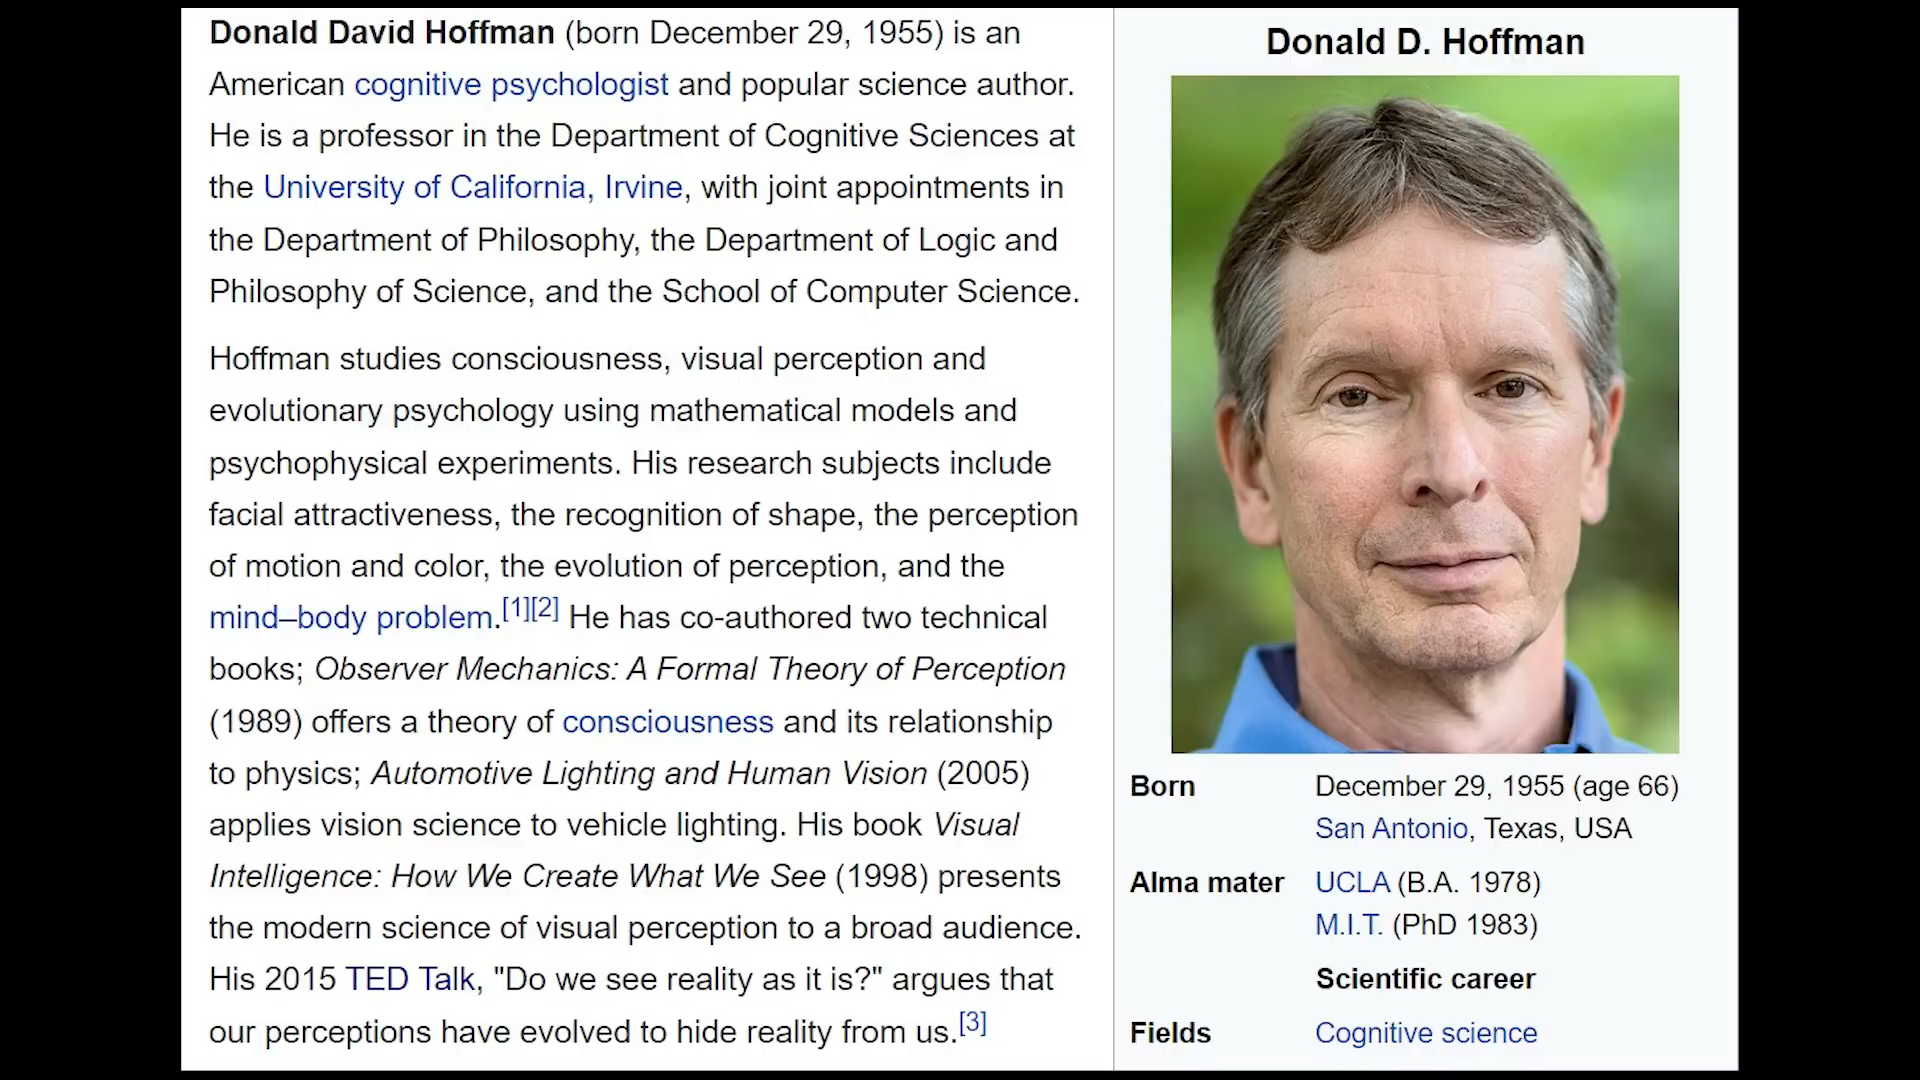 Donald David Hoffman (born December 29, 1955) is an
American cognitive psychologist and popular science author.
He is a professor in the Department of Cognitive Sciences at
the University of California, Irvine, with joint appointments in
the Department of Philosophy, the Department of Logic and
Philosophy of Science, and the School of Computer Science.
Hoffman studies consciousness, visual perception and
evolutionary psychology using mathematical models and
psychophysical experiments. His research subjects include
facial attractiveness, the recognition of shape, the perception
of motion and color, the evolution of perception, and the
mind–body problem.[1][2] He has co-authored two technical
books; Observer Mechanics: A Formal Theory of Perception
(1989) offers a theory of consciousness and its relationship
to physics; Automotive Lighting and Human Vision (2005)
applies vision science to vehicle lighting. His book Visual
Intelligence: How We Create What We See (1998) presents
the modern science of visual perception to a broad audience.
His 2015 TED Talk, "Do we see reality as it is?" argues that
our perceptions have evolved to hide reality from us.[3]
Donald D. Hoffman
Born December 29, 1955 (age 66)
San Antonio, Texas, USA
Alma mater UCLA (B.A. 1978)
M.I.T. (PhD 1983)
Scientific career
Fields Cognitive science